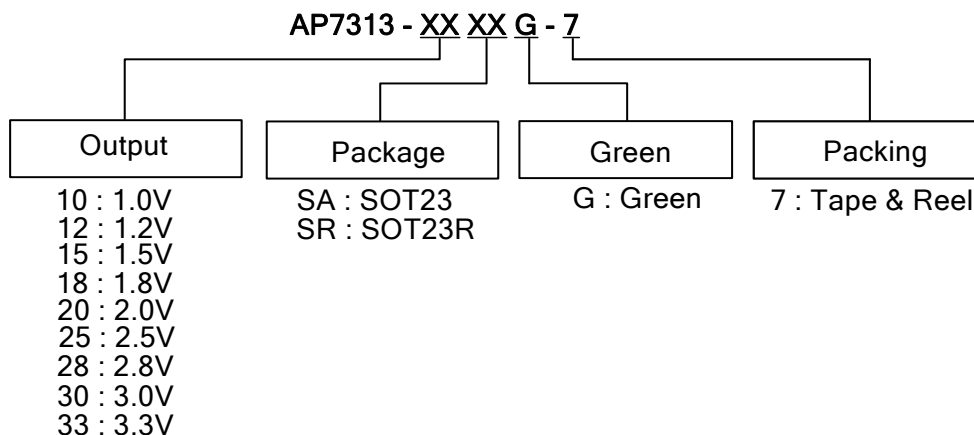 AP7313 - XX XX G - 7
Output
10 : 1.0V
12 : 1.2V
15 : 1.5V
18 : 1.8V
20 : 2.0V
25 : 2.5V
28 : 2.8V
30 : 3.0V
33 : 3.3V
Package
SA : SOT23
SR : SOT23R
Green
G : Green
Packing
7 : Tape & Reel